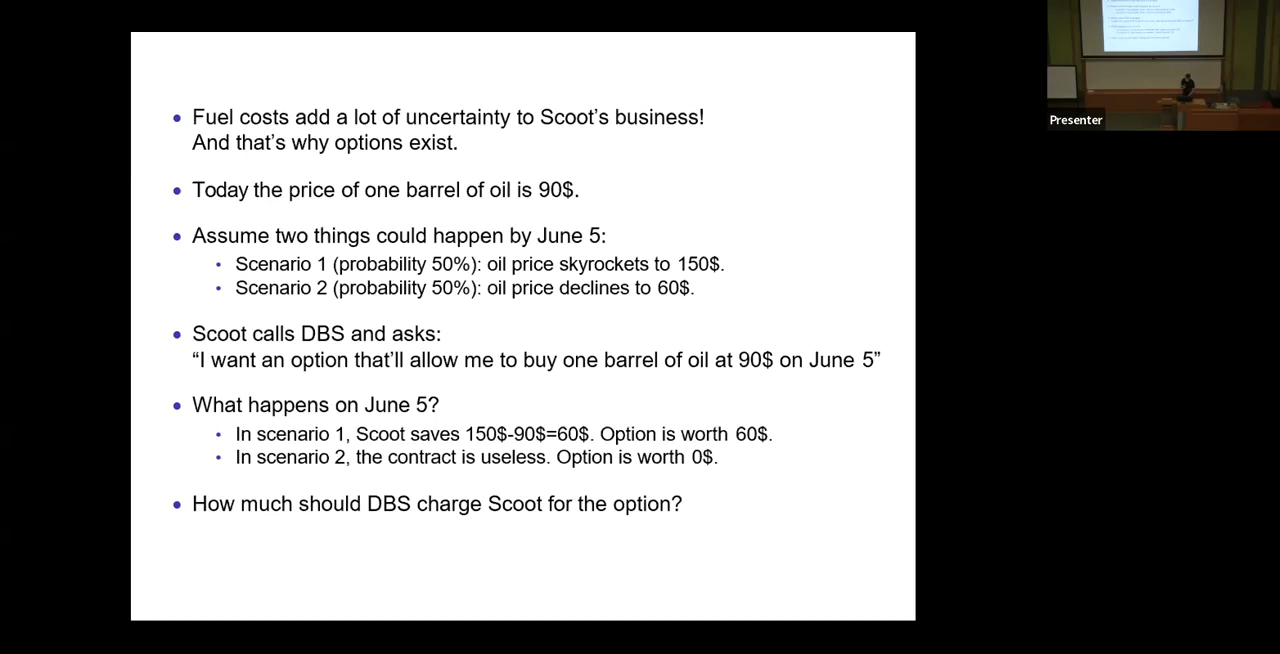 • Fuel costs add a lot of uncertainty to Scoot's business!
And that's why options exist.
• Today the price of one barrel of oil is 90$.
• Assume two things could happen by June 5:
• Scenario 1 (probability 50%): oil price skyrockets to 150$.
• Scenario 2 (probability 50%): oil price declines to 60$.
• Scoot calls DBS and asks:
“I want an option that'll allow me to buy one barrel of oil at 90$ on June 5”
• What happens on June 5?
• In scenario 1, Scoot saves 150$-90$=60$. Option is worth 60$.
• In scenario 2, the contract is useless. Option is worth 0$.
• How much should DBS charge Scoot for the option?
Presenter